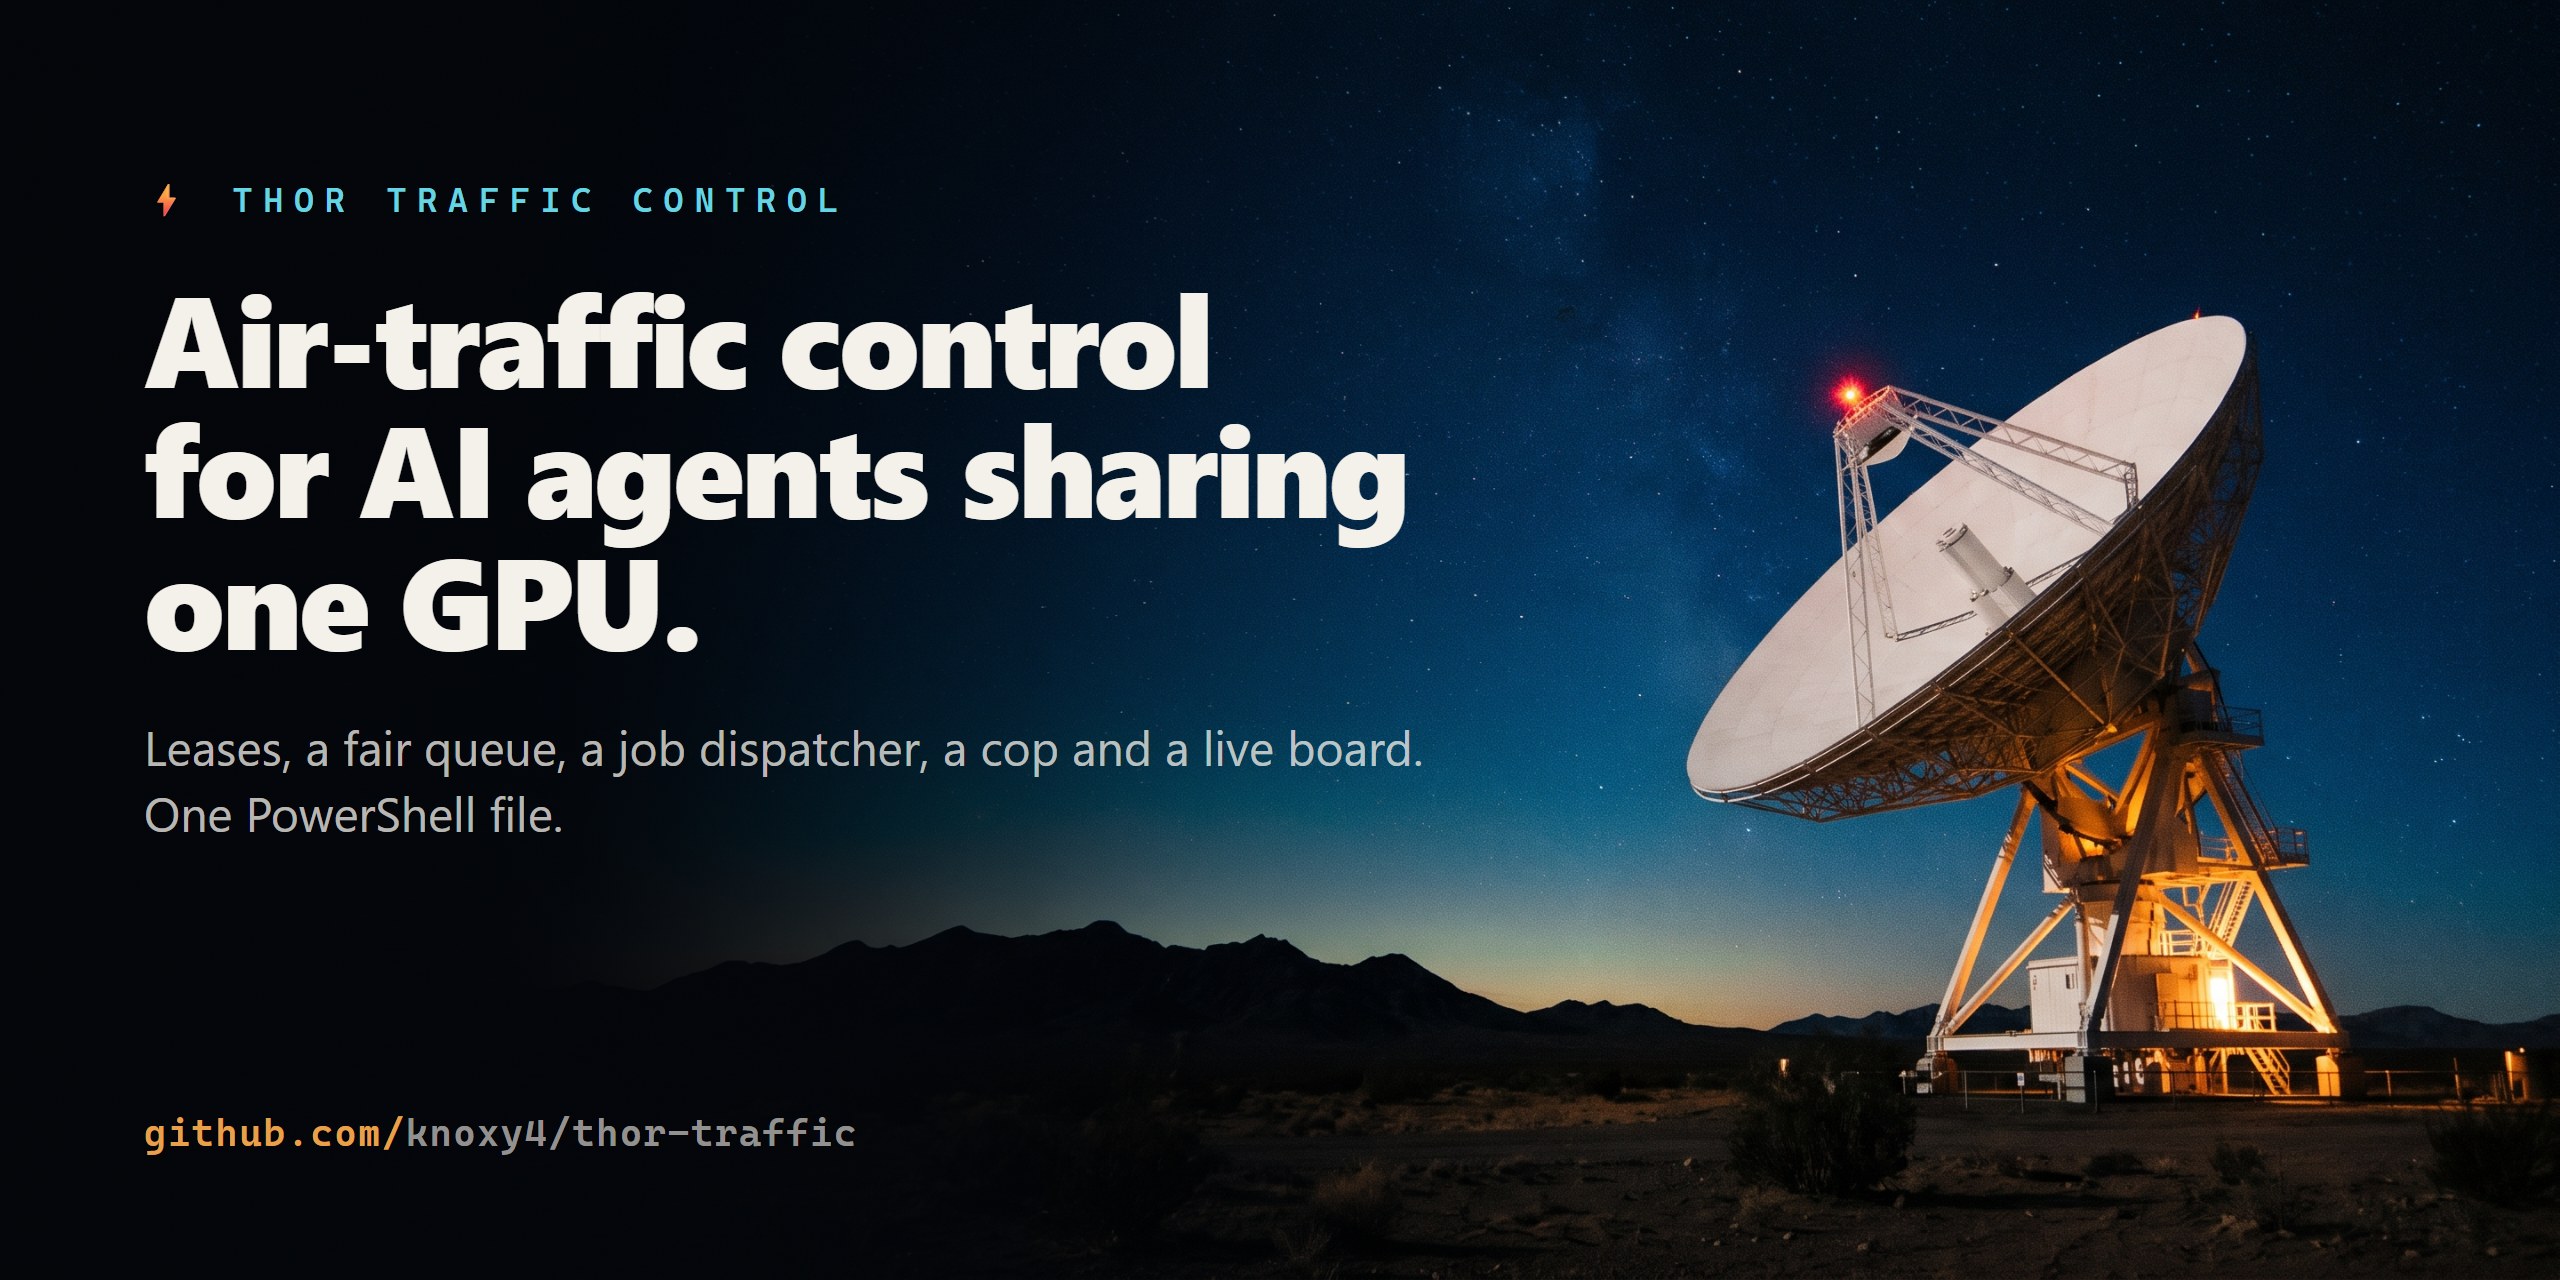 THOR TRAFFIC CONTROL
Air-traffic control
for AI agents sharing
one GPU.
Leases, a fair queue, a job dispatcher, a cop and a live board.
One PowerShell file.
github.com/knoxy4/thor-traffic